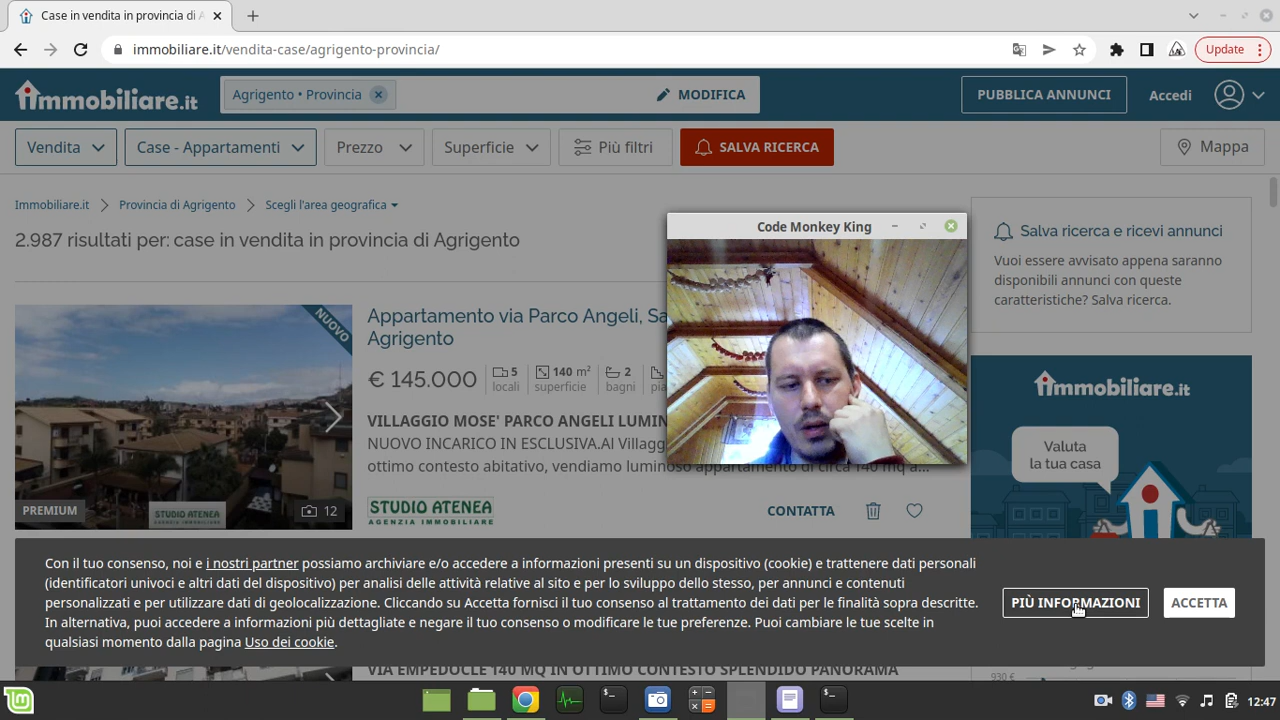 Case in vendita in provincia di A
immobiliare.it/vendita-case/agrigento-provincia/
Update
immobiliare.it
Agrigento • Provincia
MODIFICA
PUBBLICA ANNUNCI
Accedi
Vendita
Case - Appartamenti
Prezzo
Superficie
Più filtri
SALVA RICERCA
Mappa
Immobiliare.it
Provincia di Agrigento
Scegli l'area geografica
2.987 risultati per: case in vendita in provincia di Agrigento
Code Monkey King
Salva ricerca e ricevi annunci
Vuoi essere avvisato appena saranno
disponibili annunci con queste
caratteristiche? Salva ricerca.
NUOVO
PREMIUM
STUDIO ATENEA
AGENZIA IMMOBILIARE
12
Appartamento via Parco Angeli, Sa
Agrigento
€ 145.000
5
locali
140 m²
superficie
2
bagni
pia
VILLAGGIO MOSE' PARCO ANGELI LUMIN
NUOVO INCARICO IN ESCLUSIVA.Al Villagg
ottimo contesto abitativo, vendiamo luminoso appartamento di circa 140 mq a...
STUDIO ATENEA
AGENZIA IMMOBILIARE
CONTATTA
immobiliare.it
Valuta
la tua casa
Con il tuo consenso, noi e i nostri partner possiamo archiviare e/o accedere a informazioni presenti su un dispositivo (cookie) e trattenere dati personali
(identificatori univoci e altri dati del dispositivo) per analisi delle attività relative al sito e per lo sviluppo dello stesso, per annunci e contenuti
personalizzati e per utilizzare dati di geolocalizzazione. Cliccando su Accetta fornisci il tuo consenso al trattamento dei dati per le finalità sopra descritte.
In alternativa, puoi accedere a informazioni più dettagliate e negare il tuo consenso o modificare le tue preferenze. Puoi cambiare le tue scelte in
qualsiasi momento dalla pagina Uso dei cookie.
PIÙ INFORMAZIONI
ACCETTA
VIA EMPEDOCLE 140 MQ IN OTTIMO CONTESTO SPLENDIDO PANORAMA
930 €
12:47